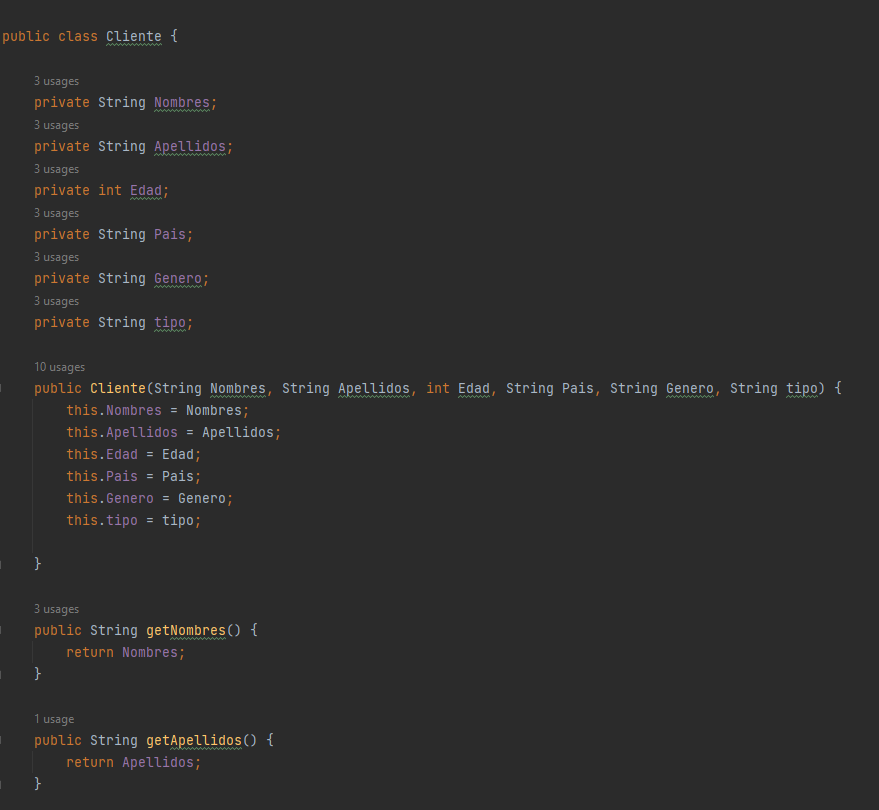 public class Cliente {
3 usages
private String Nombres;
3 usages
private String Apellidos;
3 usages
private int Edad;
3 usages
private String Pais;
3 usages
private String Genero;
3 usages
private String tipo;
10 usages
public Cliente(String Nombres, String Apellidos, int Edad, String Pais, String Genero, String tipo) {
this.Nombres = Nombres;
this.Apellidos = Apellidos;
this.Edad = Edad;
this.Pais = Pais;
this.Genero = Genero;
this.tipo = tipo;
}
3 usages
public String getNombres() {
return Nombres;
}
1 usage
public String getApellidos() {
return Apellidos;
}